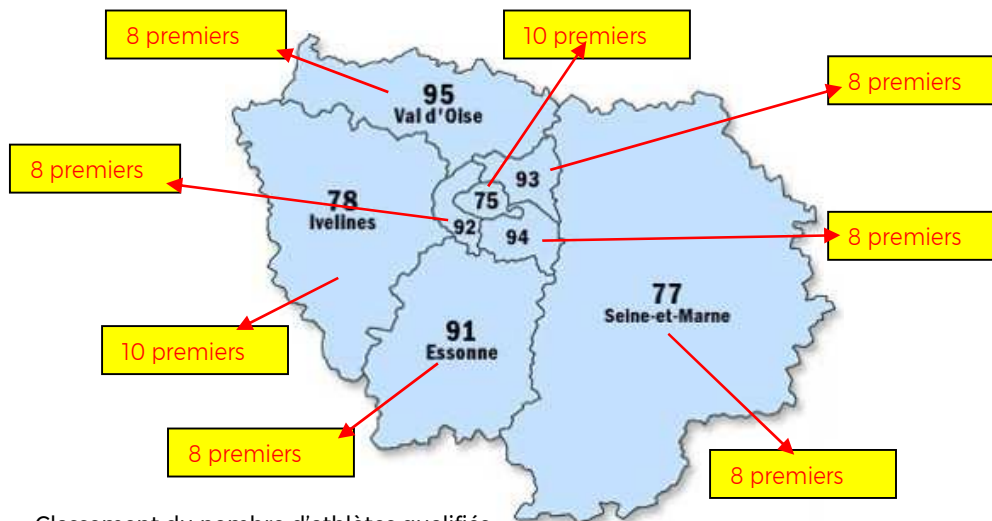 8 premiers
10 premiers
8 premiers
95
Val d'Oise
8 premiers
93
78
Ivelines
75
92
94
8 premiers
77
Seine-et-Marne
91
Essonne
10 premiers
8 premiers
8 premiers